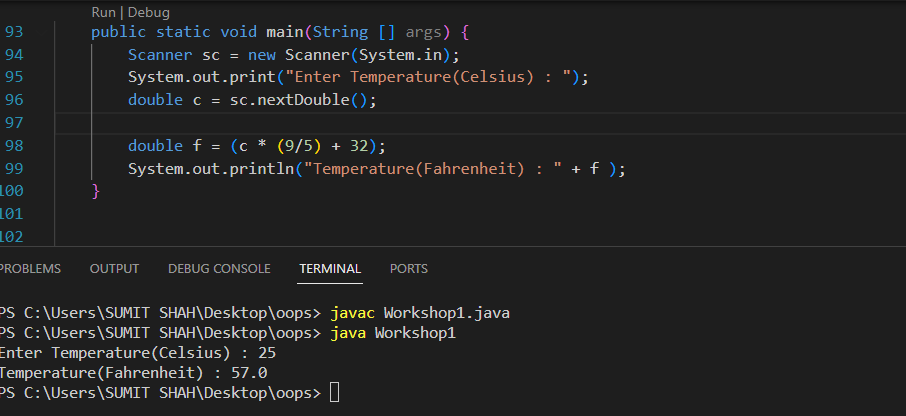 Run | Debug
93 public static void main(String [] args) {
94 Scanner sc = new Scanner(System.in);
95 System.out.print("Enter Temperature(Celsius) : ");
96 double c = sc.nextDouble();
97
98 double f = (c * (9/5) + 32);
99 System.out.println("Temperature(Fahrenheit) : " + f );
100 }
101
102
PROBLEMS OUTPUT DEBUG CONSOLE TERMINAL PORTS
PS C:\Users\SUMIT SHAH\Desktop\oops> javac Workshop1.java
PS C:\Users\SUMIT SHAH\Desktop\oops> java Workshop1
Enter Temperature(Celsius) : 25
Temperature(Fahrenheit) : 57.0
PS C:\Users\SUMIT SHAH\Desktop\oops>